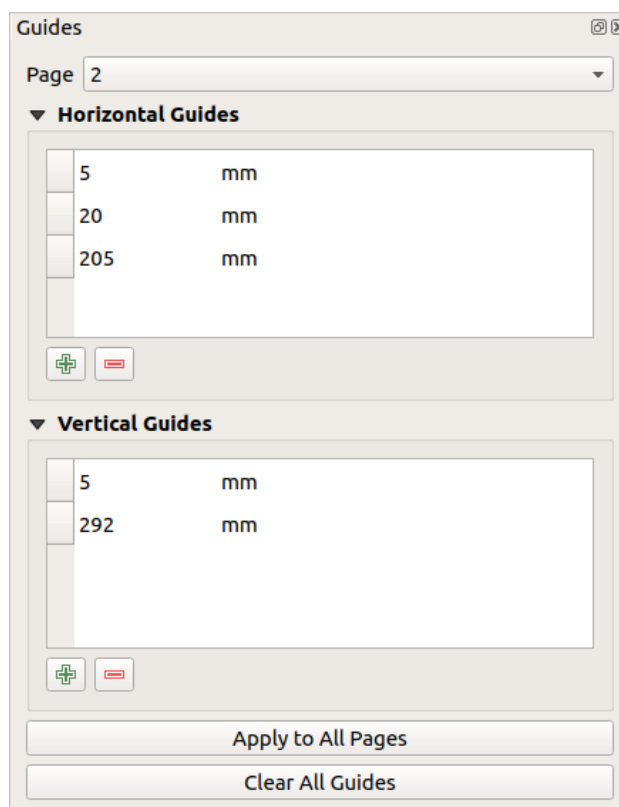 Guides
Page 2
Horizontal Guides
5 mm
20 mm
205 mm
Vertical Guides
5 mm
292 mm
Apply to All Pages
Clear All Guides